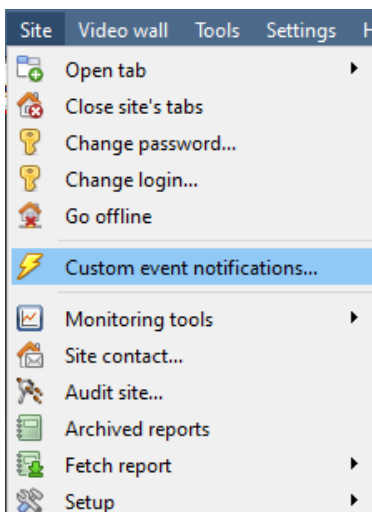 Site Video wall Tools Settings
Open tab
Close site's tabs
Change password...
Change login...
Go offline
Custom event notifications...
Monitoring tools
Site contact...
Audit site...
Archived reports
Fetch report
Setup